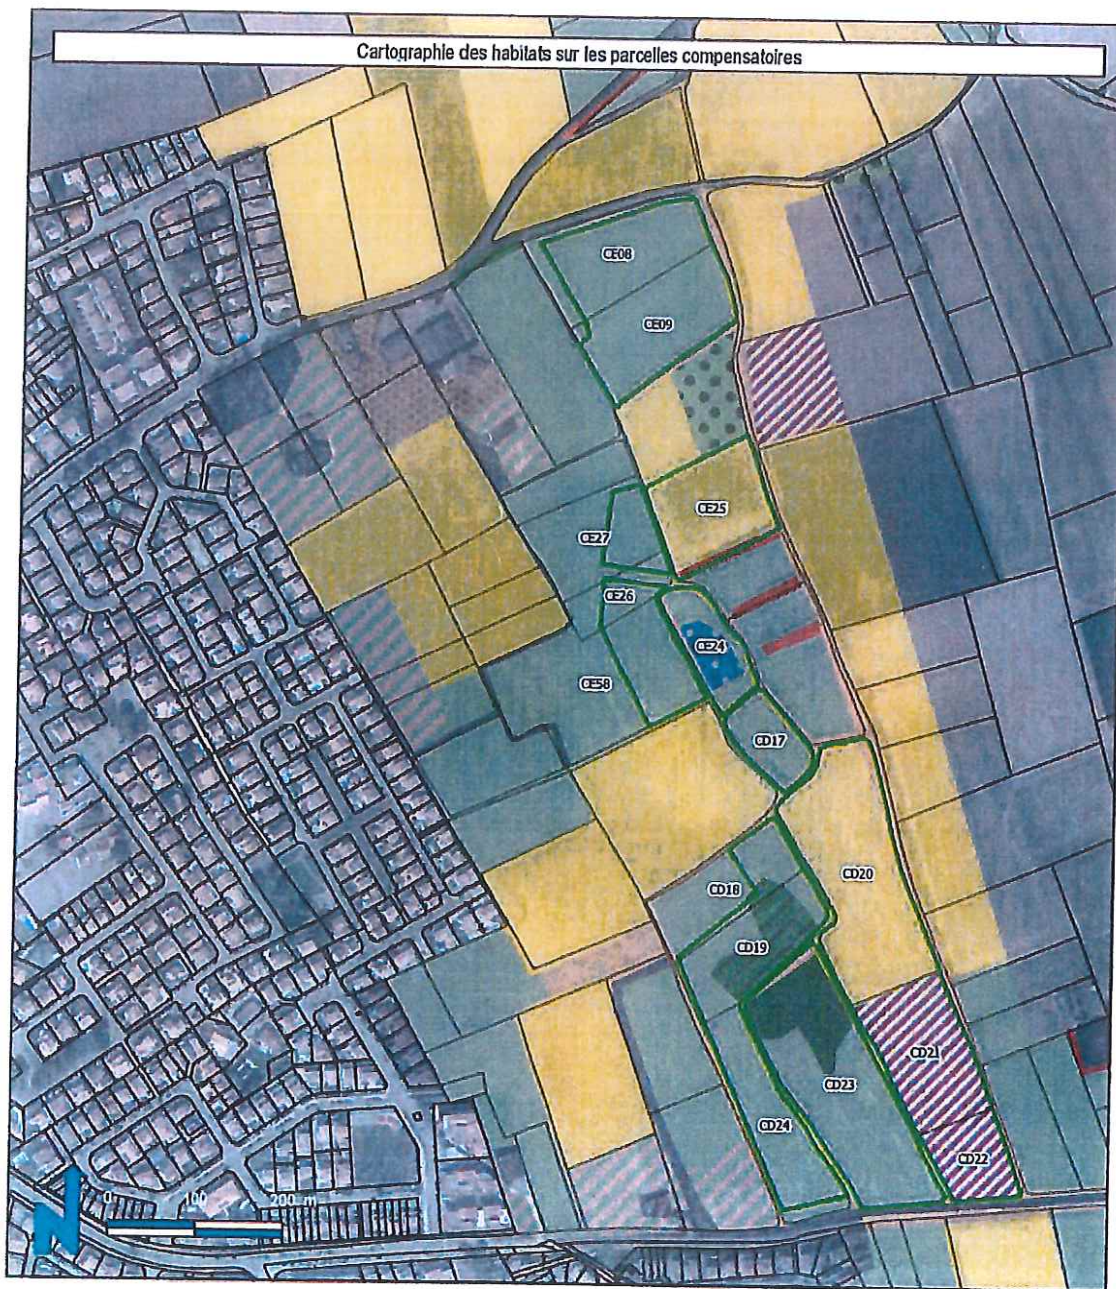 Cartographie des habitats sur les parcelles compensatoires
CE08
CE09
CE25
CE27
CE26
CE24
CE58
CD17
CD20
CD18
CD19
CD21
CD23
CD24
CD22
0 100 200 m
N